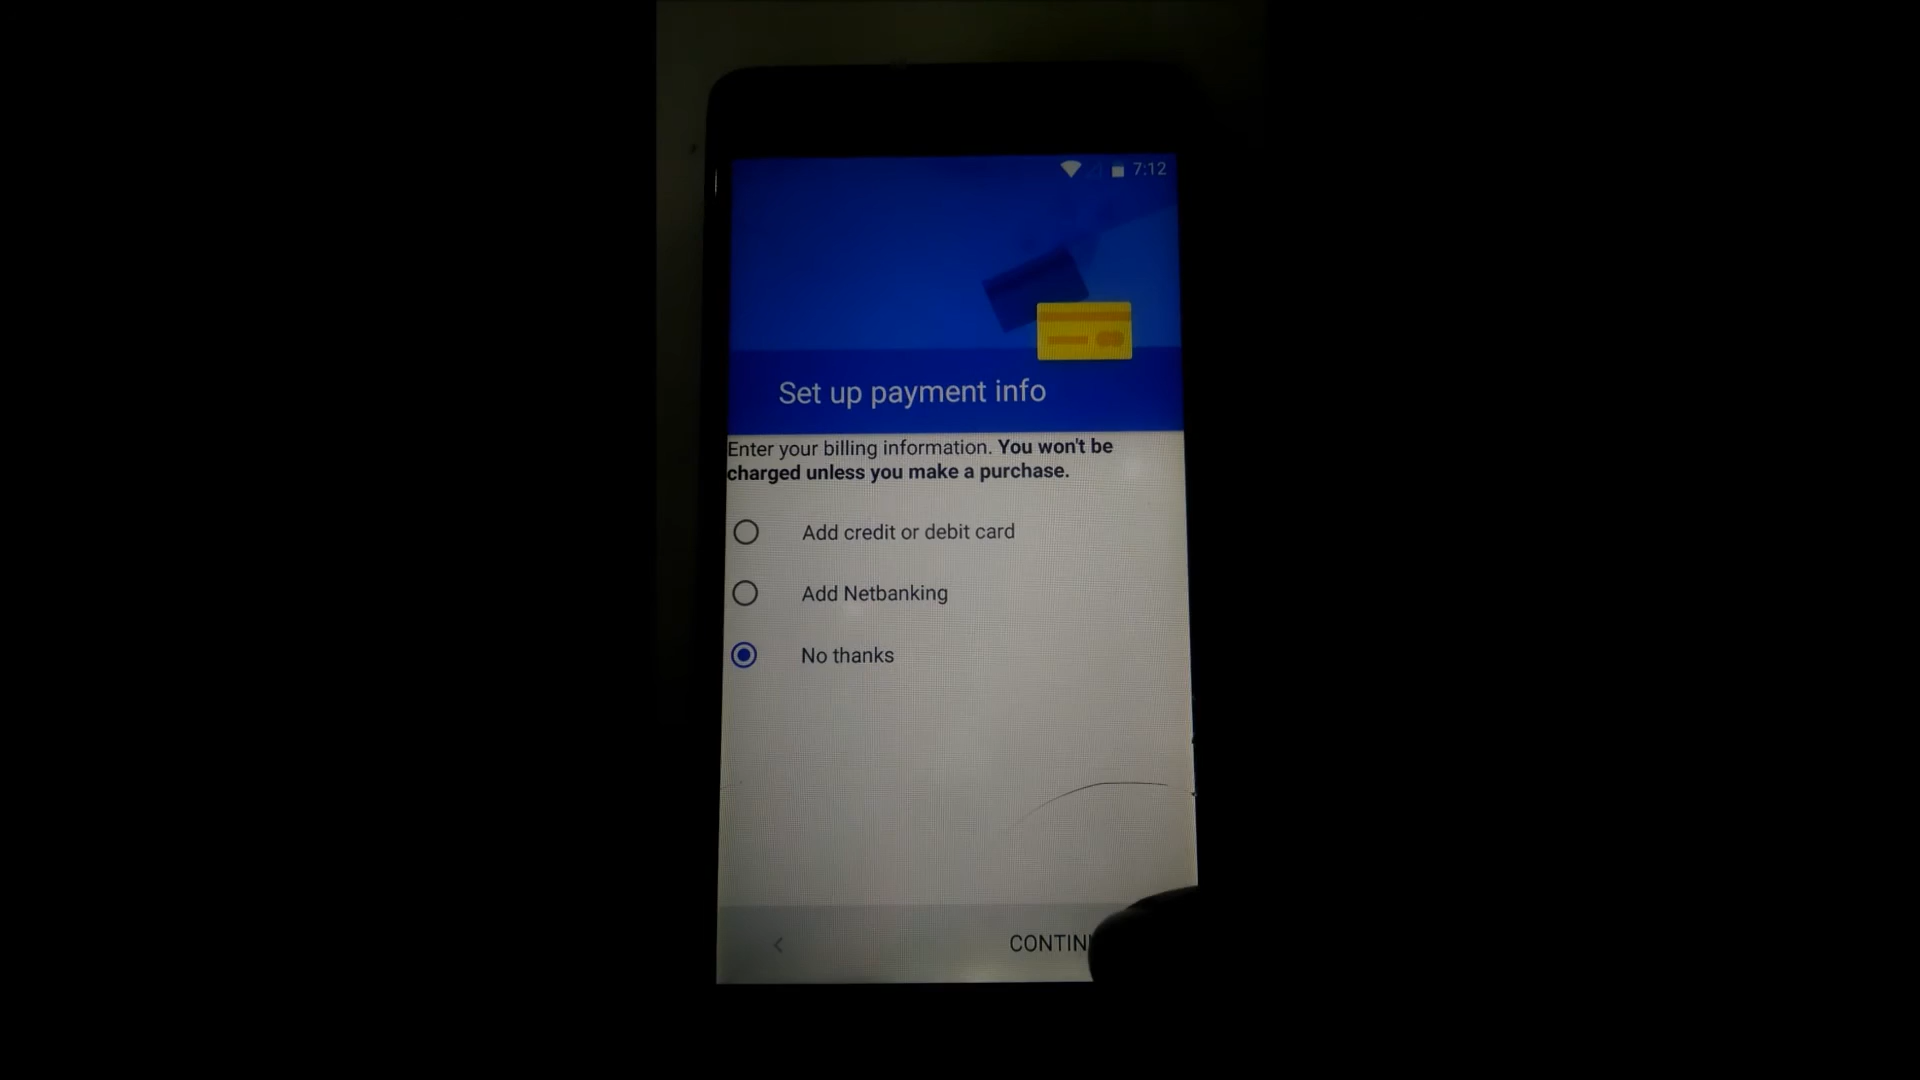 7:12
Set up payment info
Enter your billing information. You won't be
charged unless you make a purchase.
Add credit or debit card
Add Netbanking
No thanks